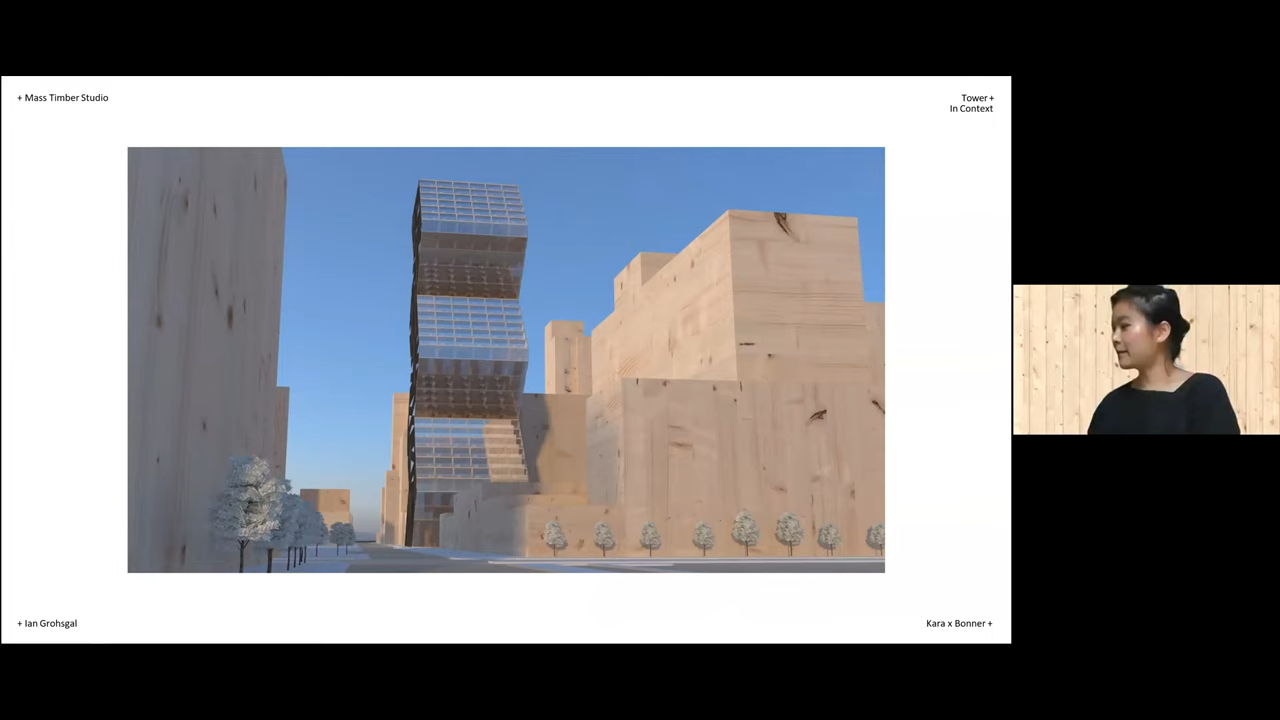 + Mass Timber Studio
Tower +
In Context
+ Ian Grohsgal
Kara x Bonner +